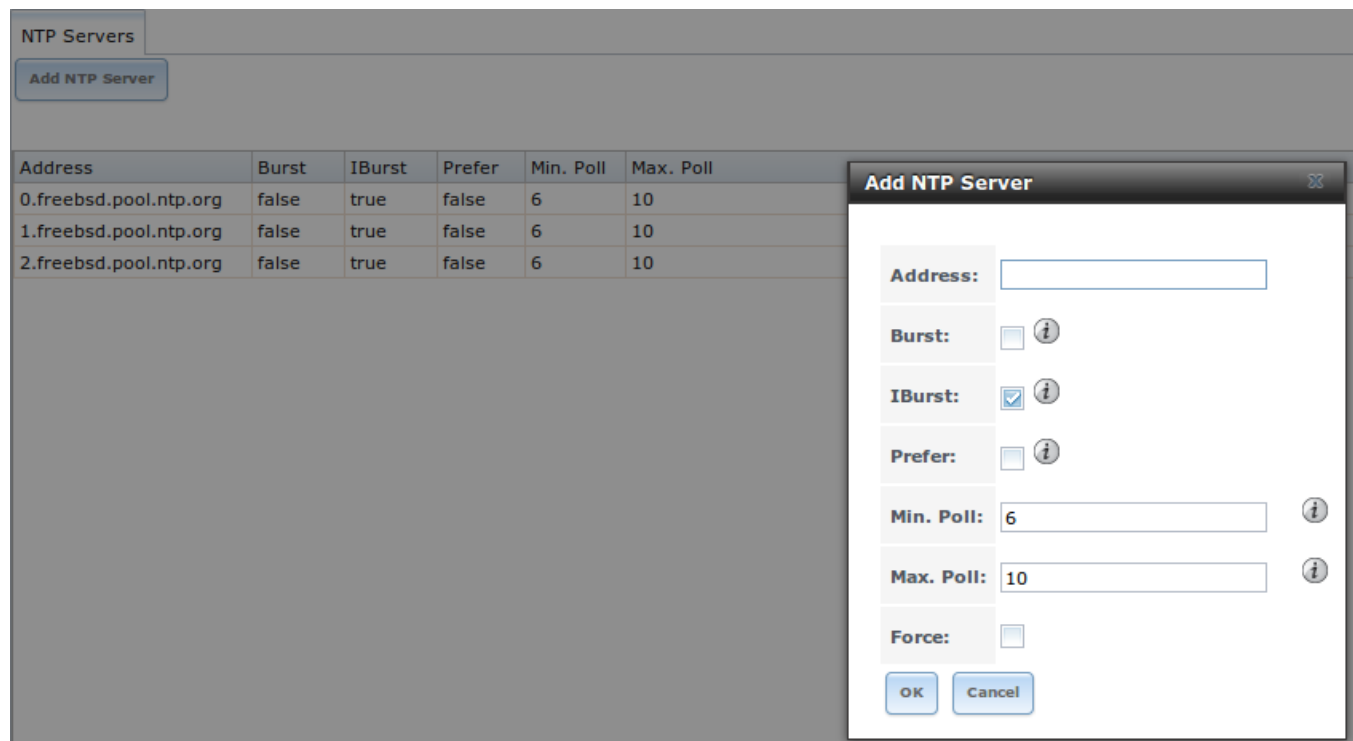 NTP Servers
Add NTP Server
Address Burst IBurst Prefer Min. Poll Max. Poll
0.freebsd.pool.ntp.org false true false 6 10
1.freebsd.pool.ntp.org false true false 6 10
2.freebsd.pool.ntp.org false true false 6 10
Add NTP Server
Address:
Burst:
IBurst:
Prefer:
Min. Poll: 6
Max. Poll: 10
Force:
OK Cancel